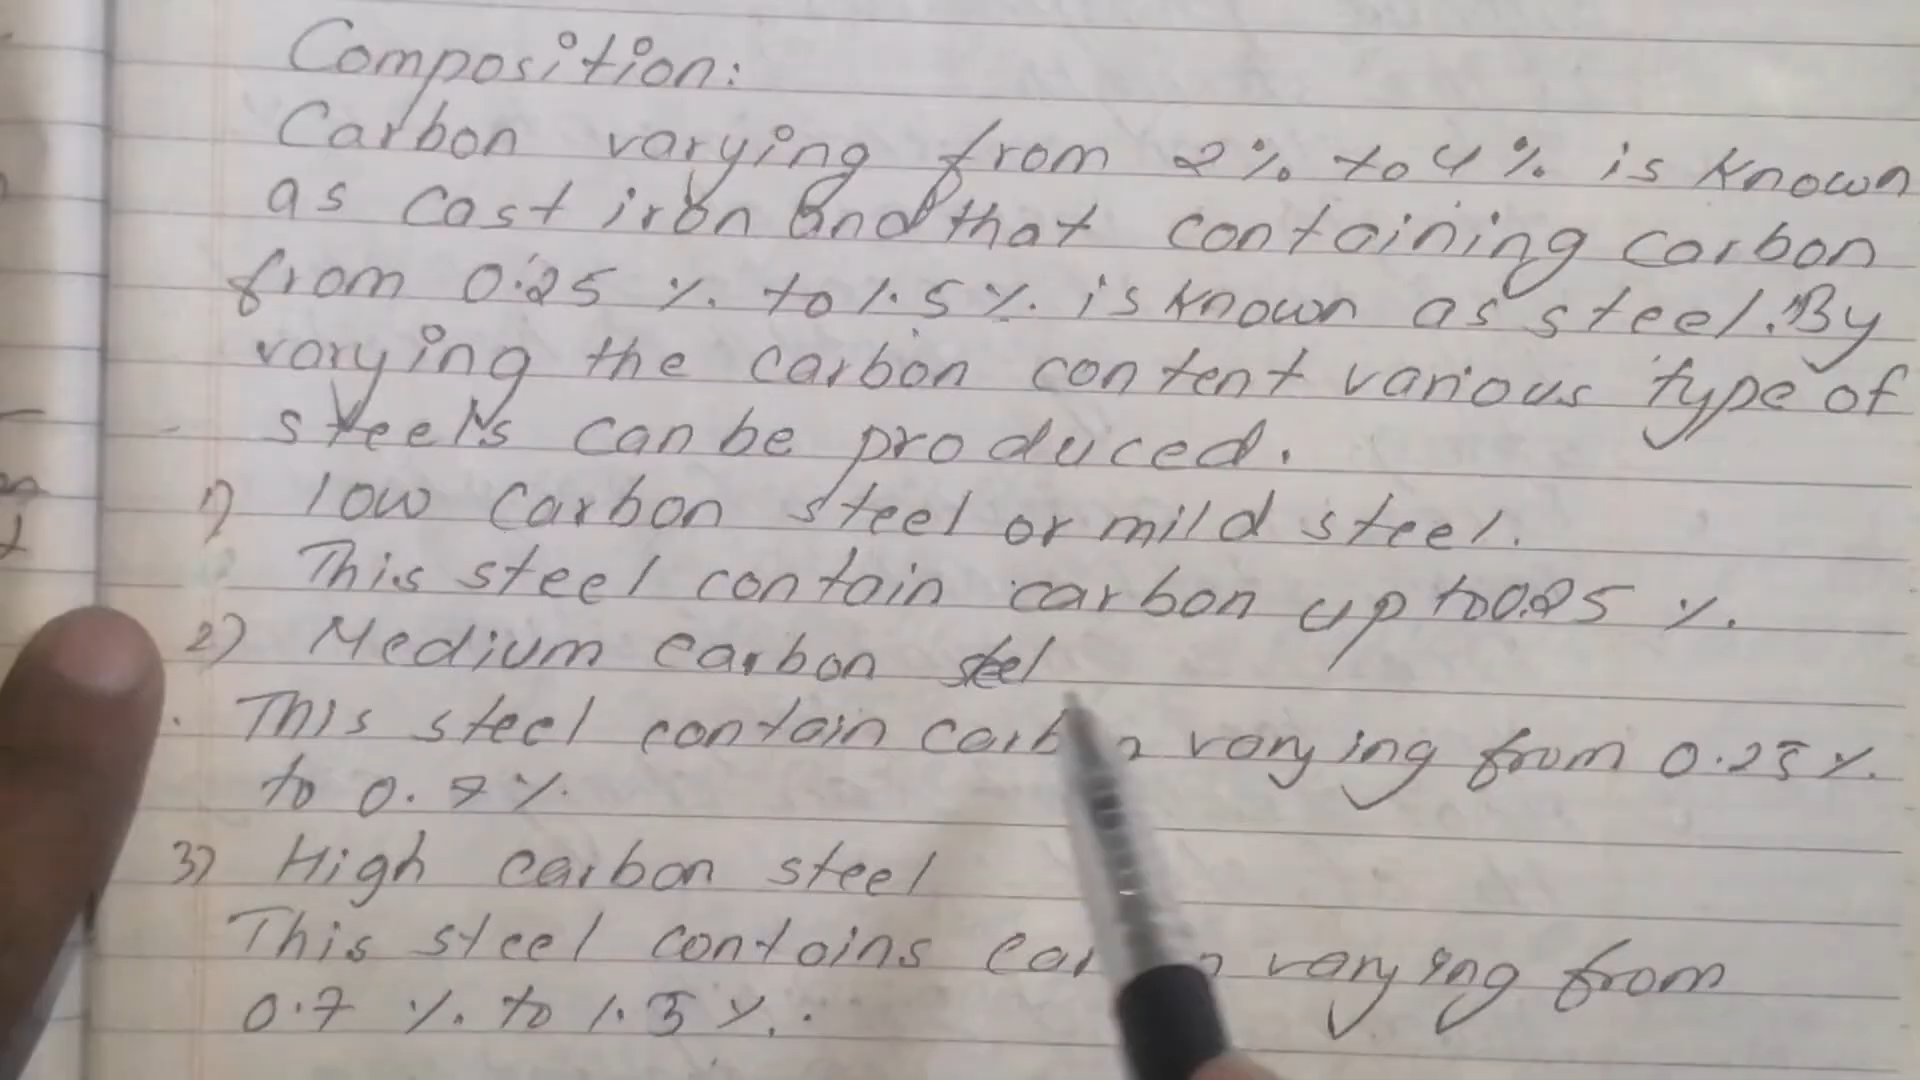 Composition:
Carbon varying from 2% to 4% is known
as cast iron and that containing carbon
from 0.25 % to 1.5% is known as steel. By
varying the carbon content various type of
steels can be produced.
1) low carbon steel or mild steel.
This steel contain carbon up to 0.25 %.
2) Medium carbon steel
This steel contain varying from 0.25 %
to 0.7%
3) High carbon steel
This steel contains varying from
0.7 % to 1.5 %.